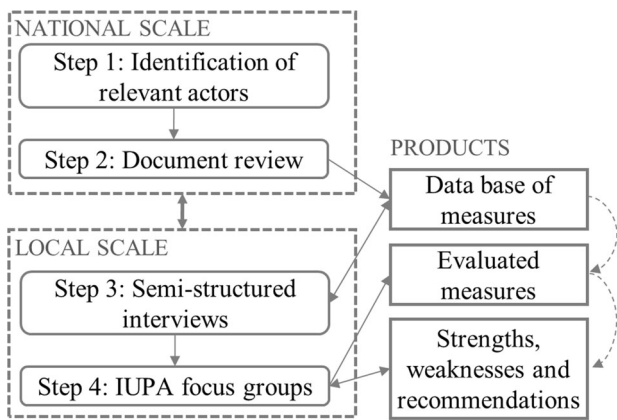 NATIONAL SCALE
Step 1: Identification of
relevant actors
Step 2: Document review
LOCAL SCALE
Step 3: Semi-structured
interviews
Step 4: IUPA focus groups
PRODUCTS
Data base of
measures
Evaluated
measures
Strengths,
weaknesses and
recommendations